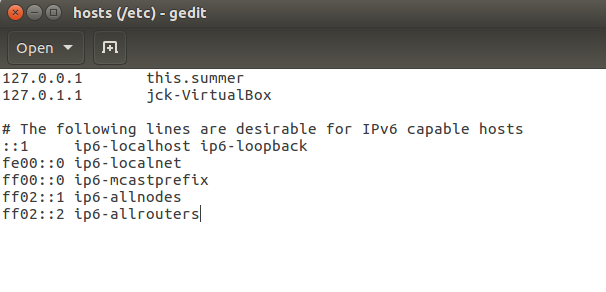 hosts (/etc) - gedit
Open
127.0.0.1 this.summer
127.0.1.1 jck-VirtualBox
# The following lines are desirable for IPv6 capable hosts
::1 ip6-localhost ip6-loopback
fe00::0 ip6-localnet
ff00::0 ip6-mcastprefix
ff02::1 ip6-allnodes
ff02::2 ip6-allrouters